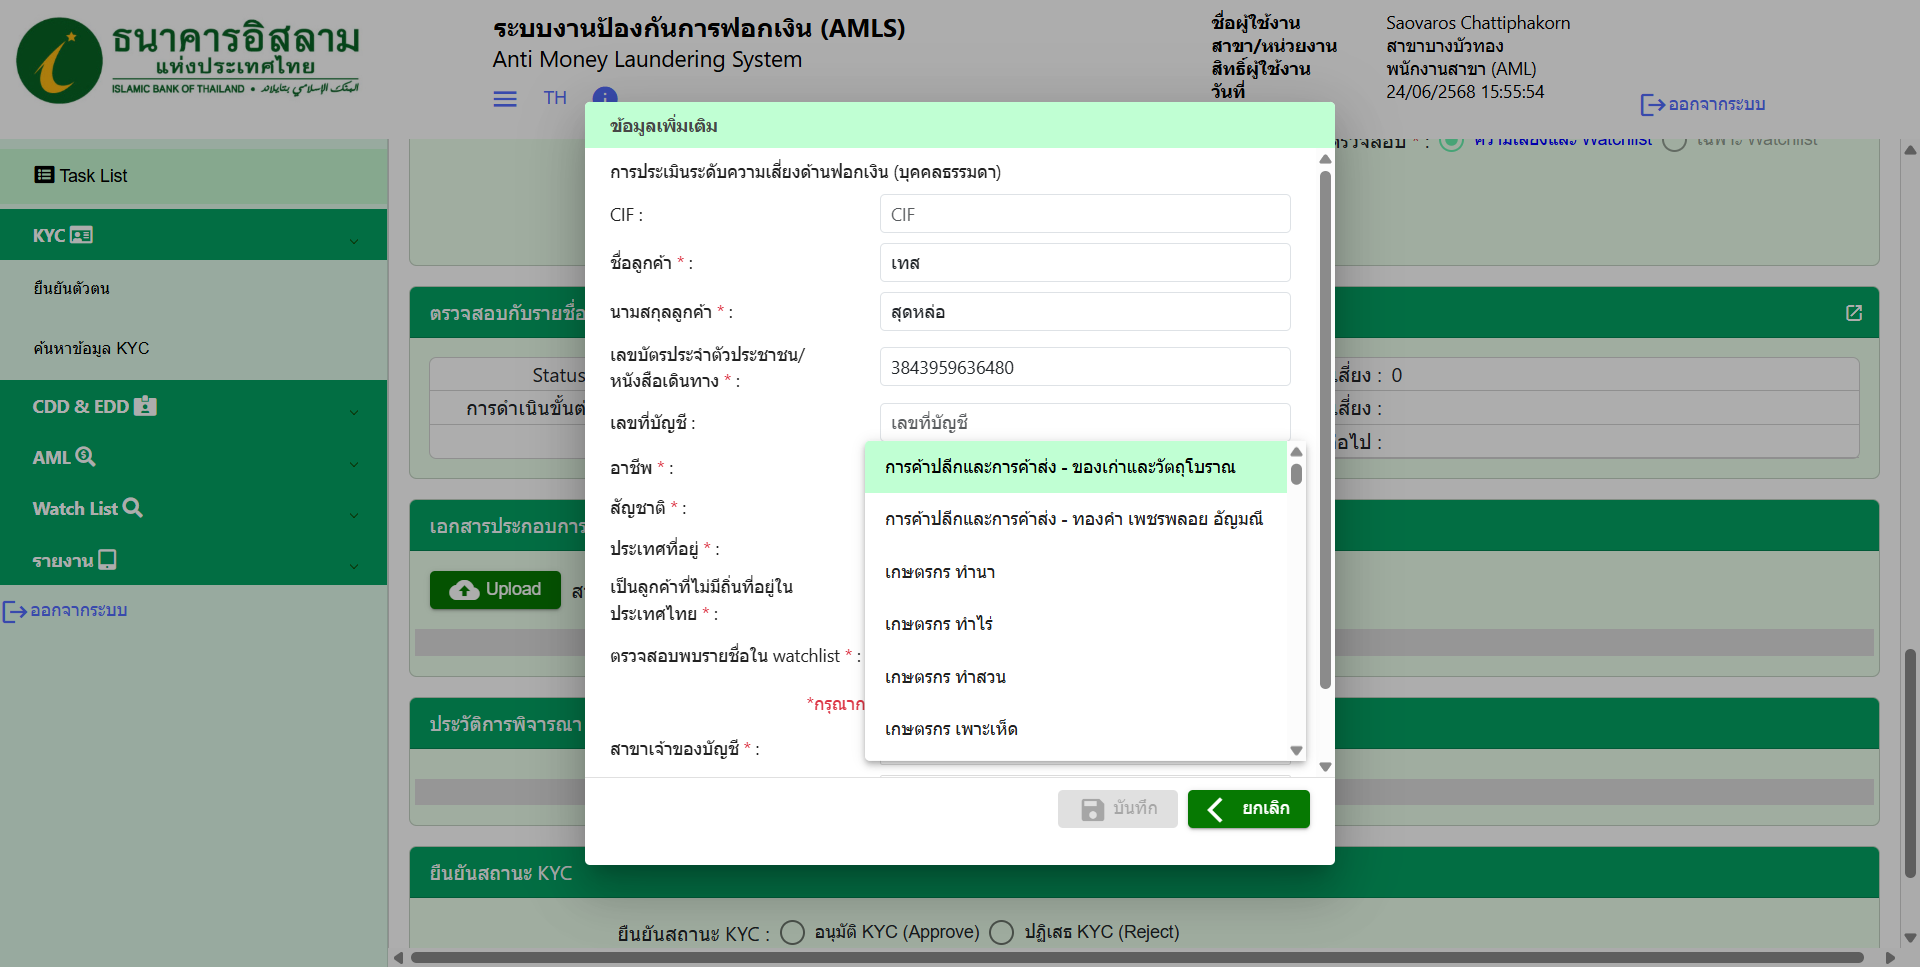 ธนาคารอิสลาม
แห่งประเทศไทย
ISLAMIC BANK OF THAILAND •
ระบบงานป้องกันการฟอกเงิน (AMLS)
Anti Money Laundering System
TH
ชื่อผู้ใช้งาน Saovaros Chattiphakorn
สาขา/หน่วยงาน สาขาบางบัวทอง
สิทธิ์ผู้ใช้งาน พนักงานสาขา (AML)
วันที่ 24/06/2568 15:55:54
ออกจากระบบ
Task List
KYC
ยืนยันตัวตน
ค้นหาข้อมูล KYC
CDD & EDD
AML
Watch List
รายงาน
ออกจากระบบ
ตรวจสอบ * : ความเสี่ยงและ Watchlist เฉพาะ Watchlist
ตรวจสอบกับรายชื่อ
Status
เสี่ยง : 0
การดำเนินขั้นต่
เสี่ยง :
อไป :
เอกสารประกอบการ
Upload
ประวัติการพิจารณา
ยืนยันสถานะ KYC
ยืนยันสถานะ KYC : อนุมัติ KYC (Approve) ปฏิเสธ KYC (Reject)
ข้อมูลเพิ่มเติม
การประเมินระดับความเสี่ยงด้านฟอกเงิน (บุคคลธรรมดา)
CIF : CIF
ชื่อลูกค้า * : เทส
นามสกุลลูกค้า * : สุดหล่อ
เลขบัตรประจำตัวประชาชน/
หนังสือเดินทาง * : 3843959636480
เลขที่บัญชี : เลขที่บัญชี
อาชีพ * :
สัญชาติ * :
ประเทศที่อยู่ * :
เป็นลูกค้าที่ไม่มีถิ่นที่อยู่ใน
ประเทศไทย * :
ตรวจสอบพบรายชื่อใน watchlist * :
*กรุณาก
สาขาเจ้าของบัญชี * :
การค้าปลีกและการค้าส่ง - ของเก่าและวัตถุโบราณ
การค้าปลีกและการค้าส่ง - ทองคำ เพชรพลอย อัญมณี
เกษตรกร ทำนา
เกษตรกร ทำไร่
เกษตรกร ทำสวน
เกษตรกร เพาะเห็ด
บันทึก
ยกเลิก